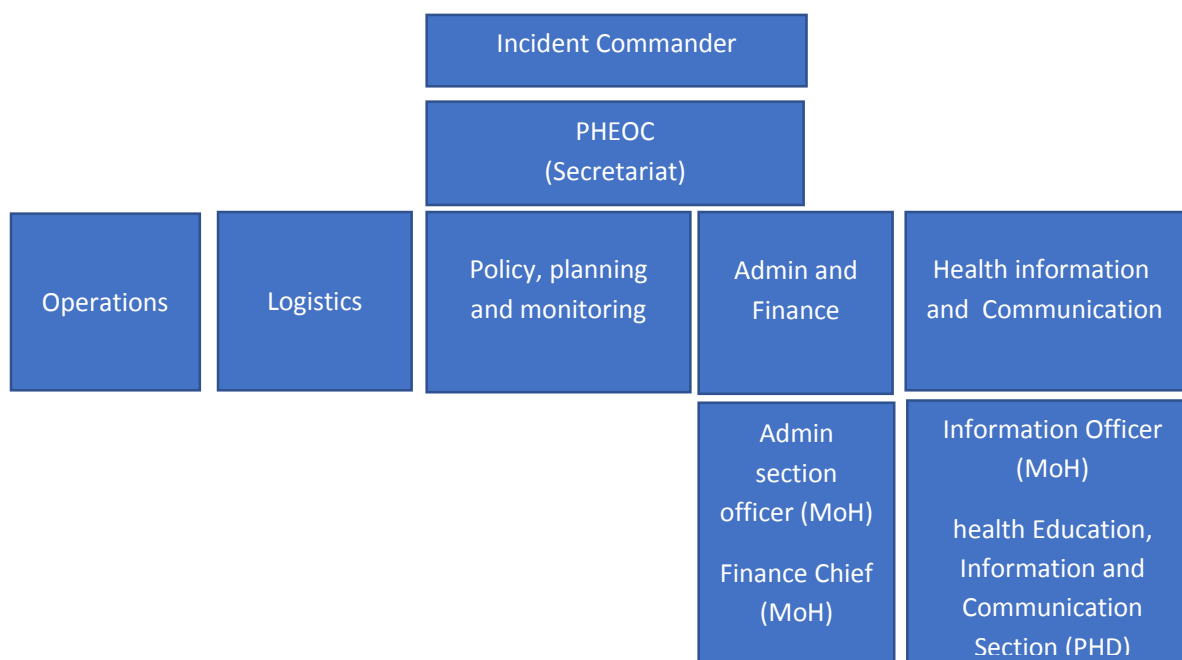 Incident Commander
PHEOC
(Secretariat)
Operations
Logistics
Policy, planning
and monitoring
Admin and
Finance
Health information
and Communication
Admin
section
officer (MoH)
Finance Chief
(MoH)
Information Officer
(MoH)
health Education,
Information and
Communication
Section (PHD)